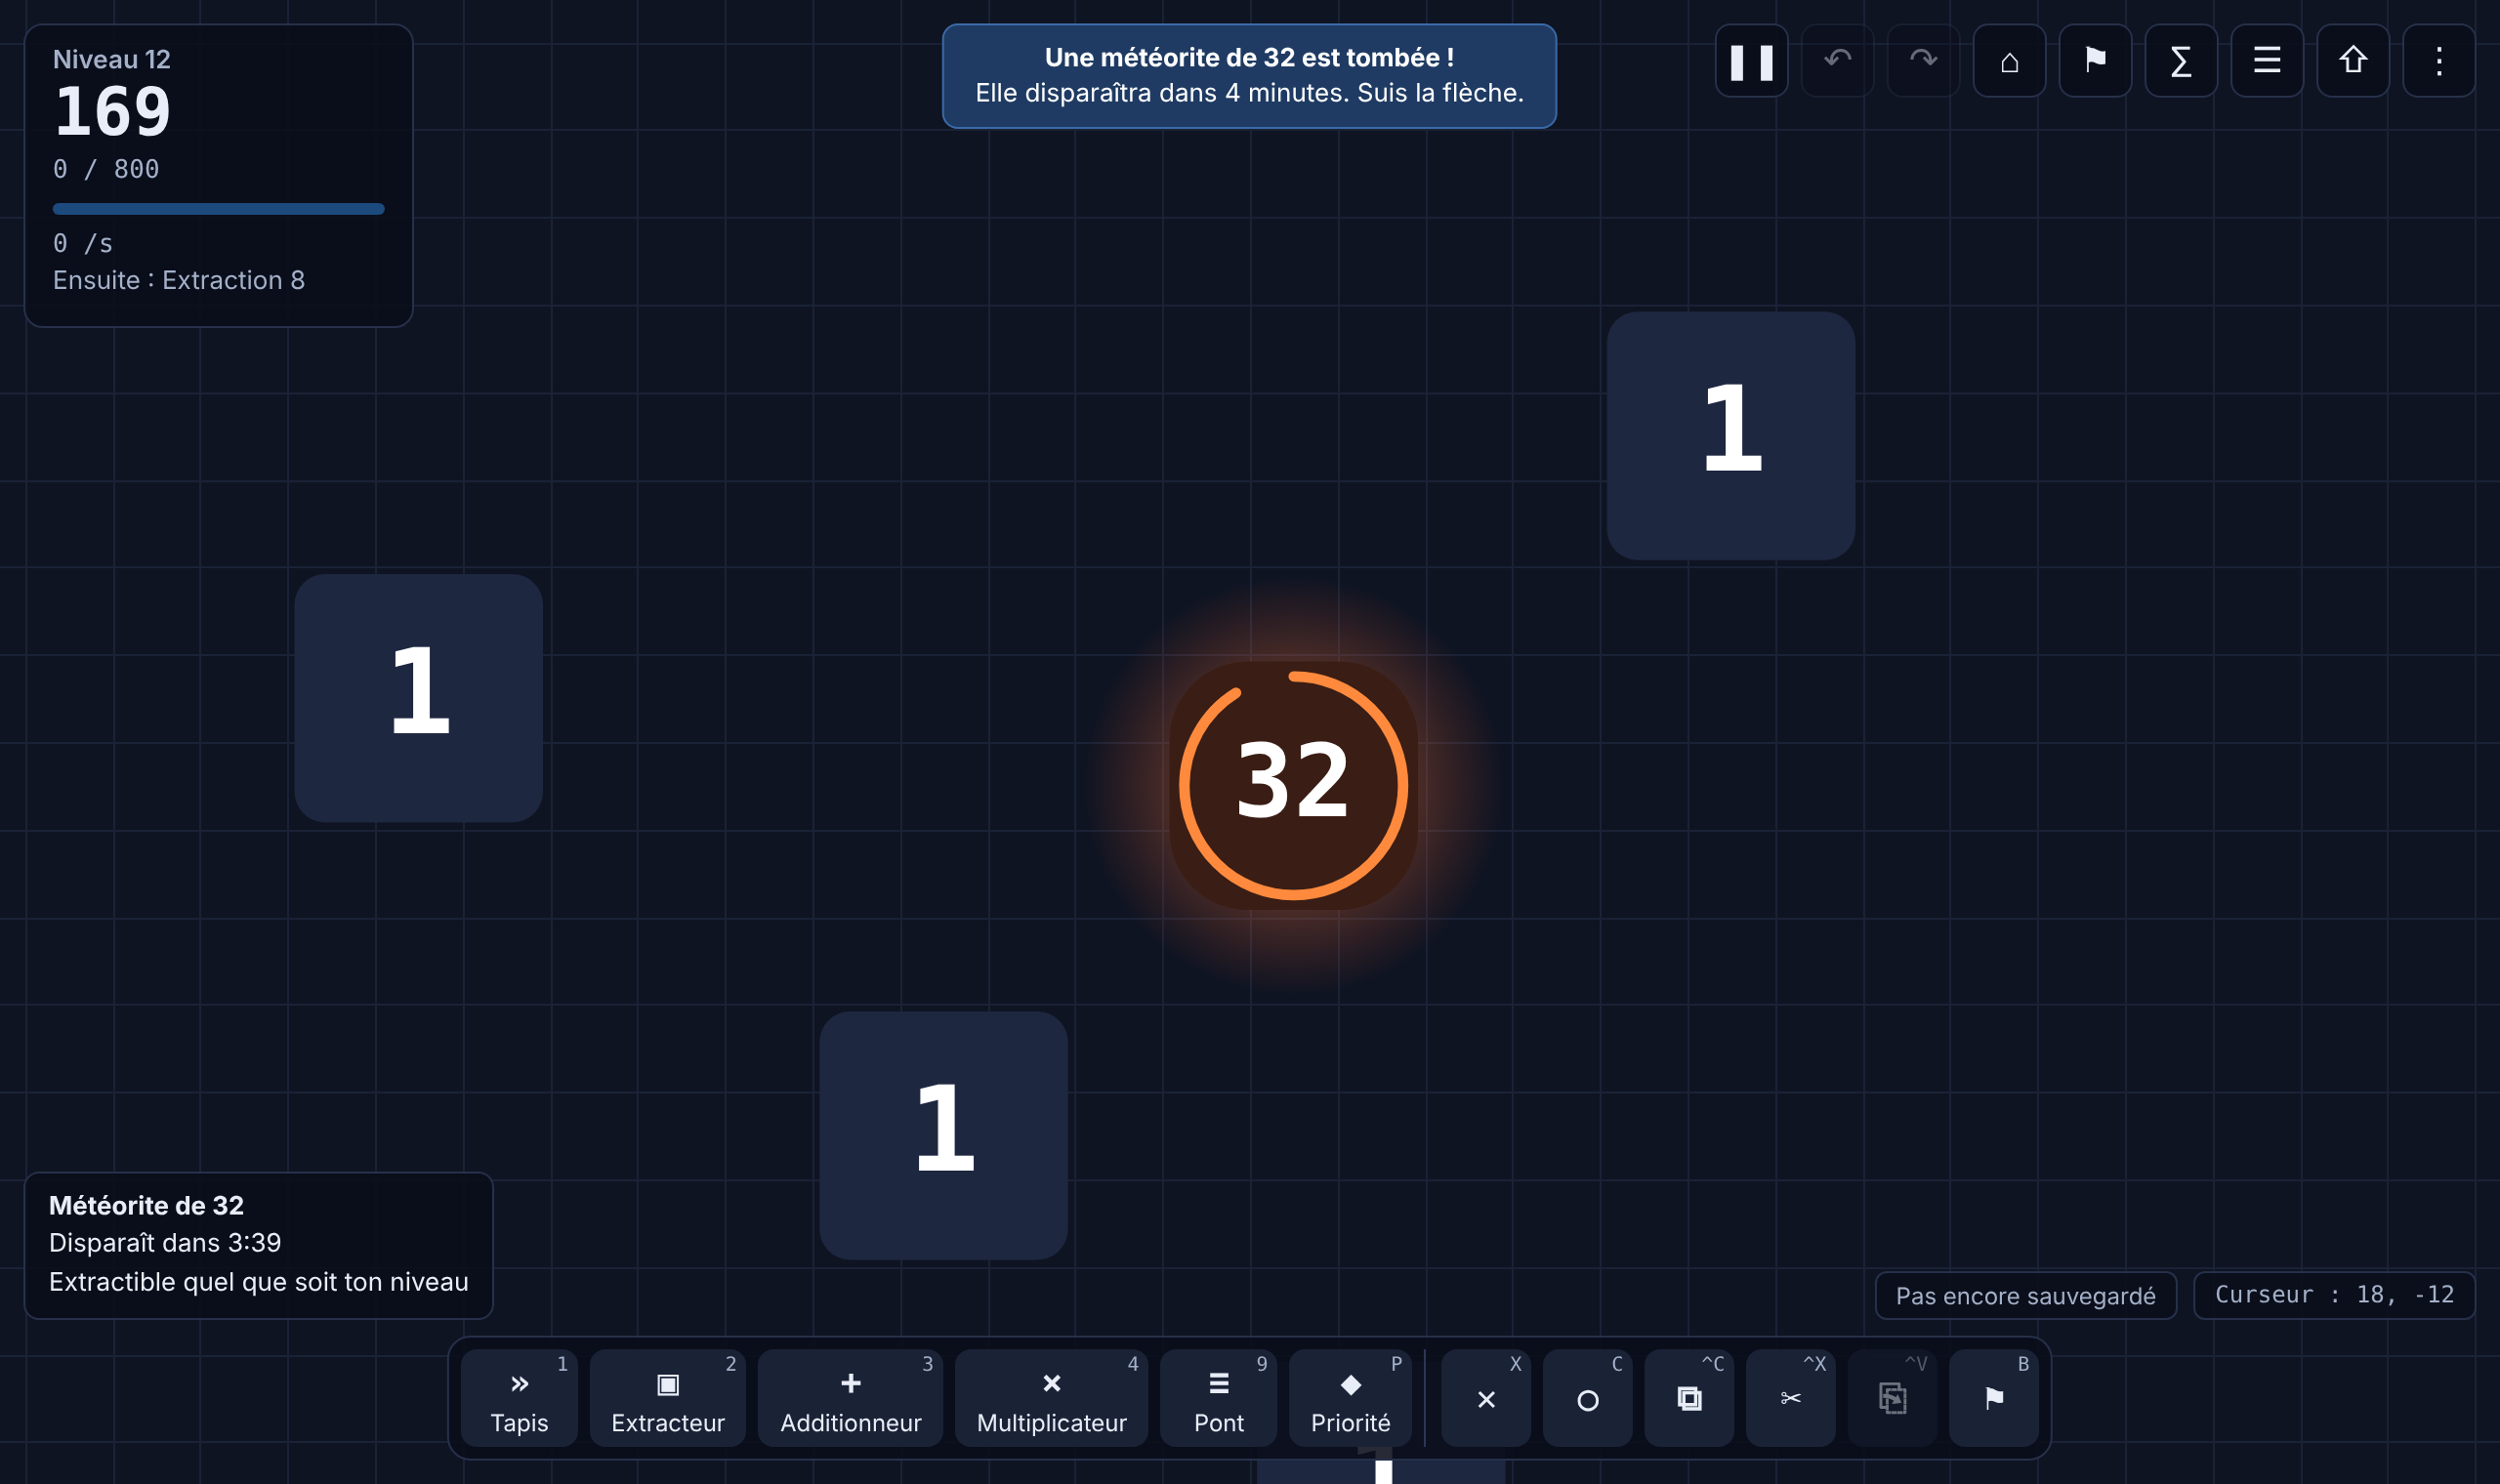 Niveau 12
169
0 / 800
0 /s
Ensuite : Extraction 8
Une météorite de 32 est tombée !
Elle disparaîtra dans 4 minutes. Suis la flèche.
1
1
32
1
Météorite de 32
Disparaît dans 3:39
Extractible quel que soit ton niveau
Pas encore sauvegardé
Curseur : 18, -12
1
Tapis
2
Extracteur
3
Additionneur
4
Multiplicateur
9
Pont
P
Priorité
X
C
^C
^X
^V
B
1